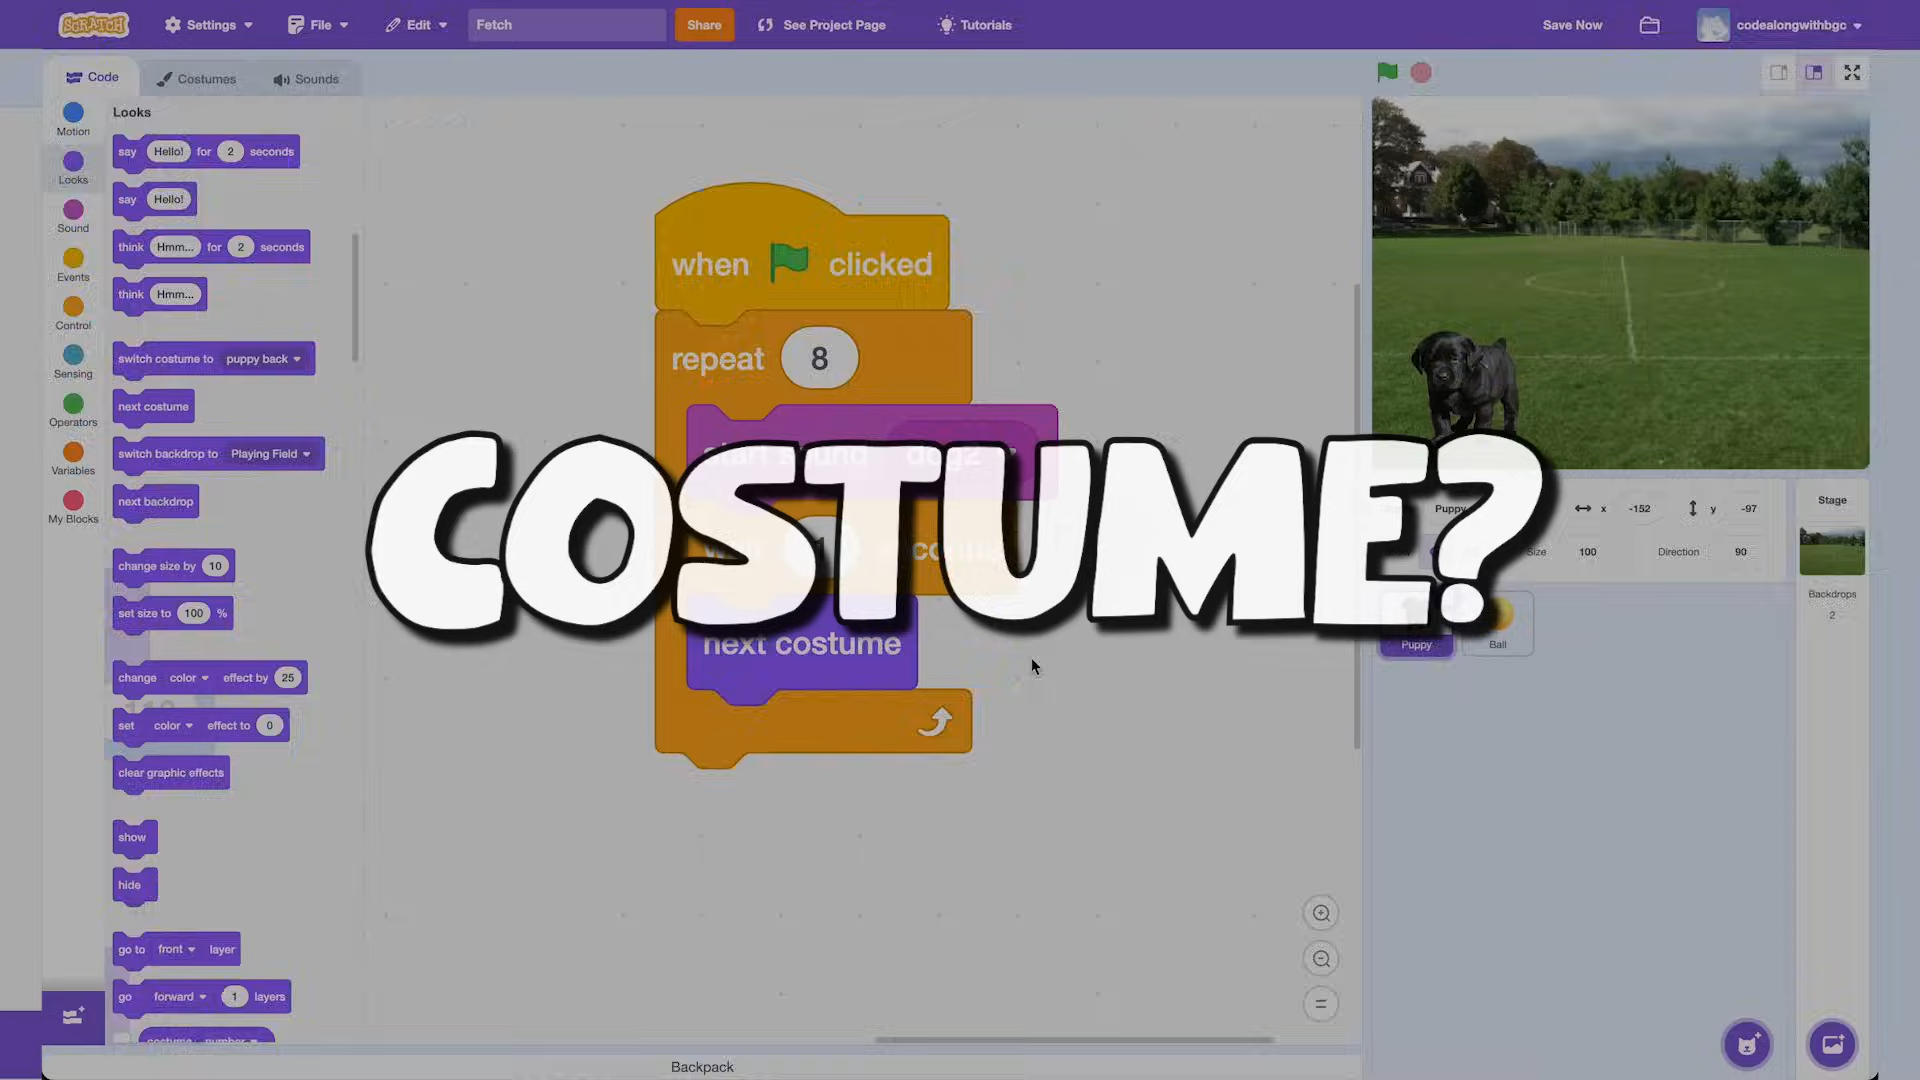 SCRATCH
Settings
File
Edit
Fetch
Share
See Project Page
Tutorials
Save Now
codealongwithbgc
Code
Costumes
Sounds
Motion
Looks
Sound
Events
Control
Sensing
Operators
Variables
My Blocks
Looks
say Hello! for 2 seconds
say Hello!
think Hmm... for 2 seconds
think Hmm...
switch costume to puppy back
next costume
switch backdrop to Playing Field
next backdrop
change size by 10
set size to 100 %
change color effect by 25
set color effect to 0
clear graphic effects
show
hide
go to front layer
go forward 1 layers
costume number
when clicked
repeat 8
start sound dog2
next costume
COSTUME?
Puppy
x -152
y -97
Size 100
Direction 90
Puppy
Ball
Stage
Backdrops
2
Backpack